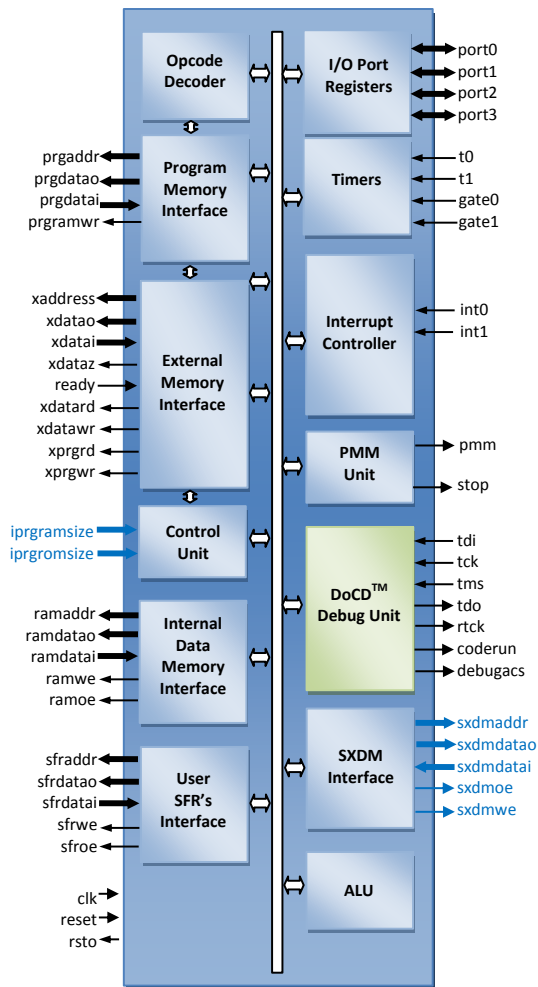 Opcode
Decoder
prgaddr
prgdatao
prgdatai
prgramwr
Program
Memory
Interface
xaddress
xdatao
xdatai
xdataz
ready
xdatard
xdatawr
xprgrd
xprgwr
External
Memory
Interface
iprgramsize
iprgromsize
Control
Unit
ramaddr
ramdatao
ramdatai
ramwe
ramoe
Internal
Data
Memory
Interface
sfraddr
sfrdatao
sfrdatai
sfrwe
sfroe
User
SFR's
Interface
clk
reset
rsto
I/O Port
Registers
port0
port1
port2
port3
Timers
t0
t1
gate0
gate1
Interrupt
Controller
int0
int1
PMM
Unit
pmm
stop
DoCD™
Debug Unit
tdi
tck
tms
tdo
rtck
coderun
debugacs
SXDM
Interface
sxdmaddr
sxdmdatao
sxdmdatai
sxdmoe
sxdmwe
ALU